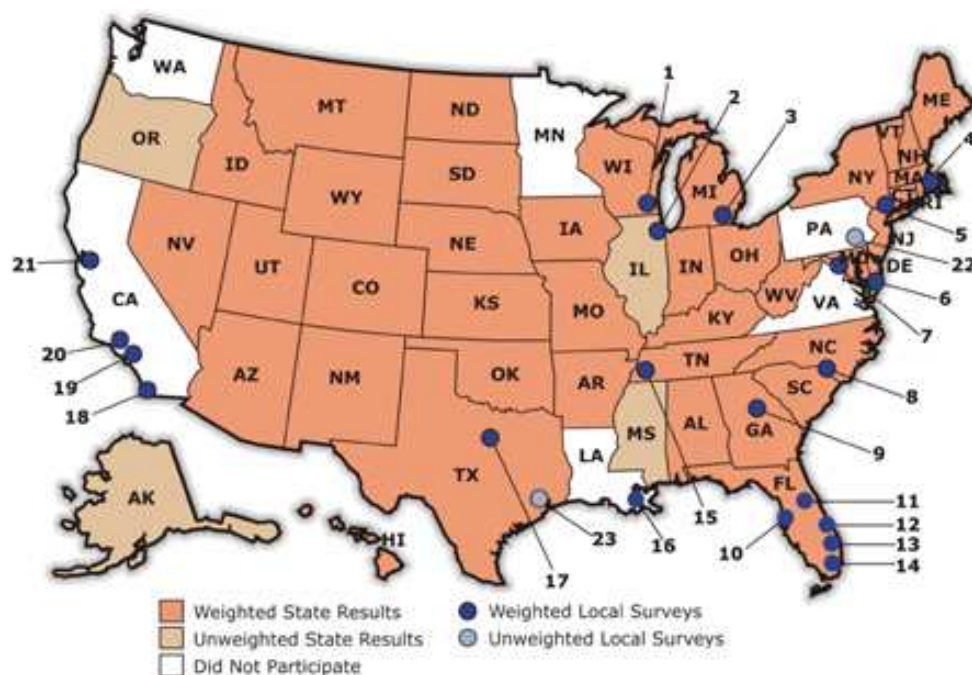 1
2
3
WA
MT
ND
MN
ME
VT
NH
4
OR
ID
WI
MI
NY
MA
SD
WY
RI
5
IA
PA
NJ
NV
NE
22
21
UT
IL
IN
OH
DE
CA
CO
6
KS
MO
WV
VA
7
KY
20
NC
19
TN
AZ
NM
OK
AR
SC
8
18
MS
AL
GA
LA
9
TX
FL
AK
11
15
12
10
HI
23
16
13
17
14
Weighted State Results
Weighted Local Surveys
Unweighted State Results
Unweighted Local Surveys
Did Not Participate